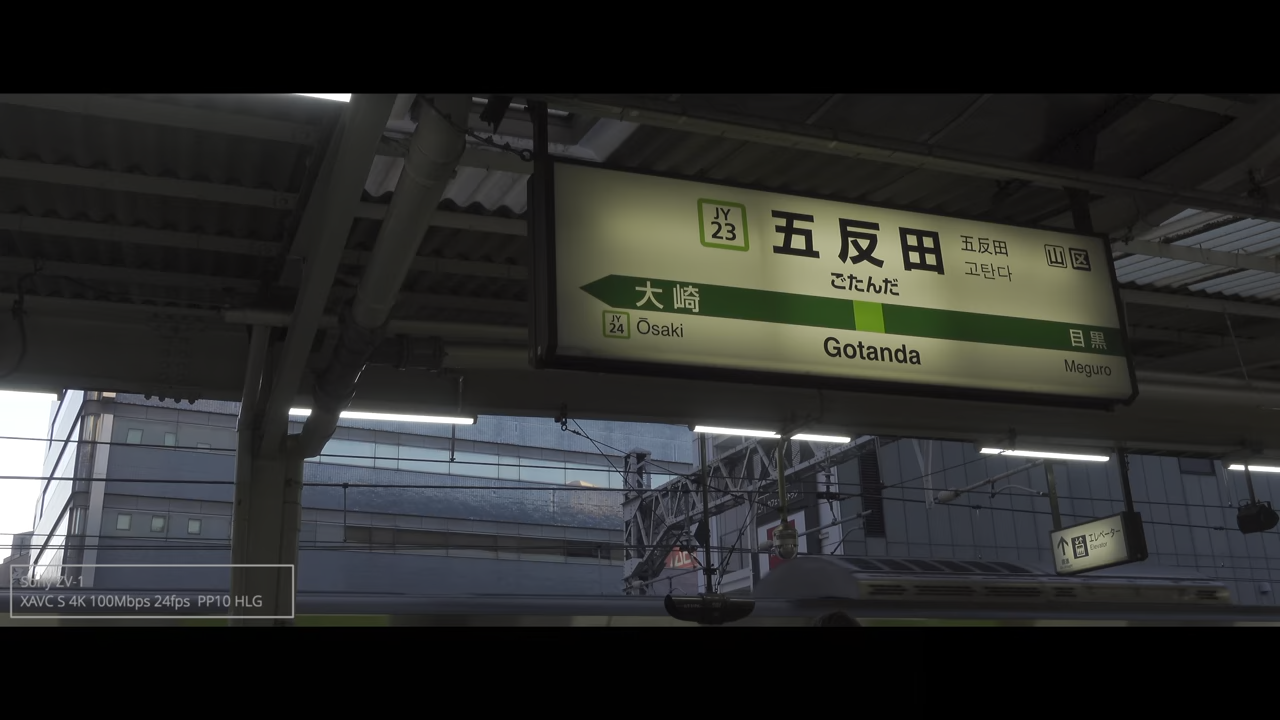 JY
23
五反田
五反田
고탄다
山区
ごたんだ
大崎
目黒
JY
24
Ōsaki
Gotanda
Meguro
エレベーター
Elevator
Sony ZV-1
XAVC S 4K 100Mbps 24fps PP10 HLG